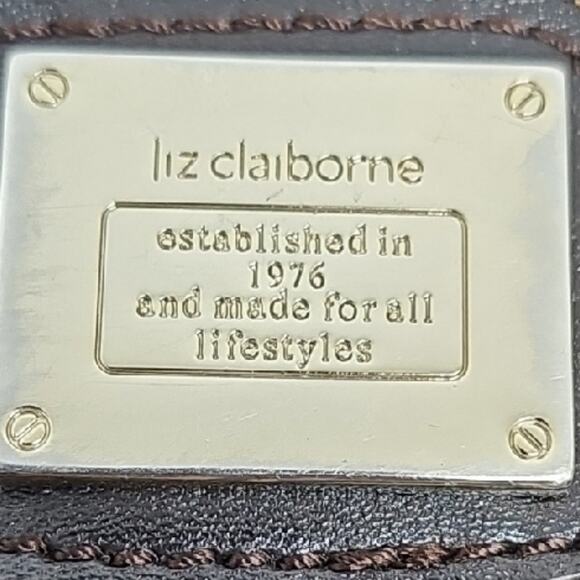 liz claiborne
established in
1976
and made for all
lifestyles